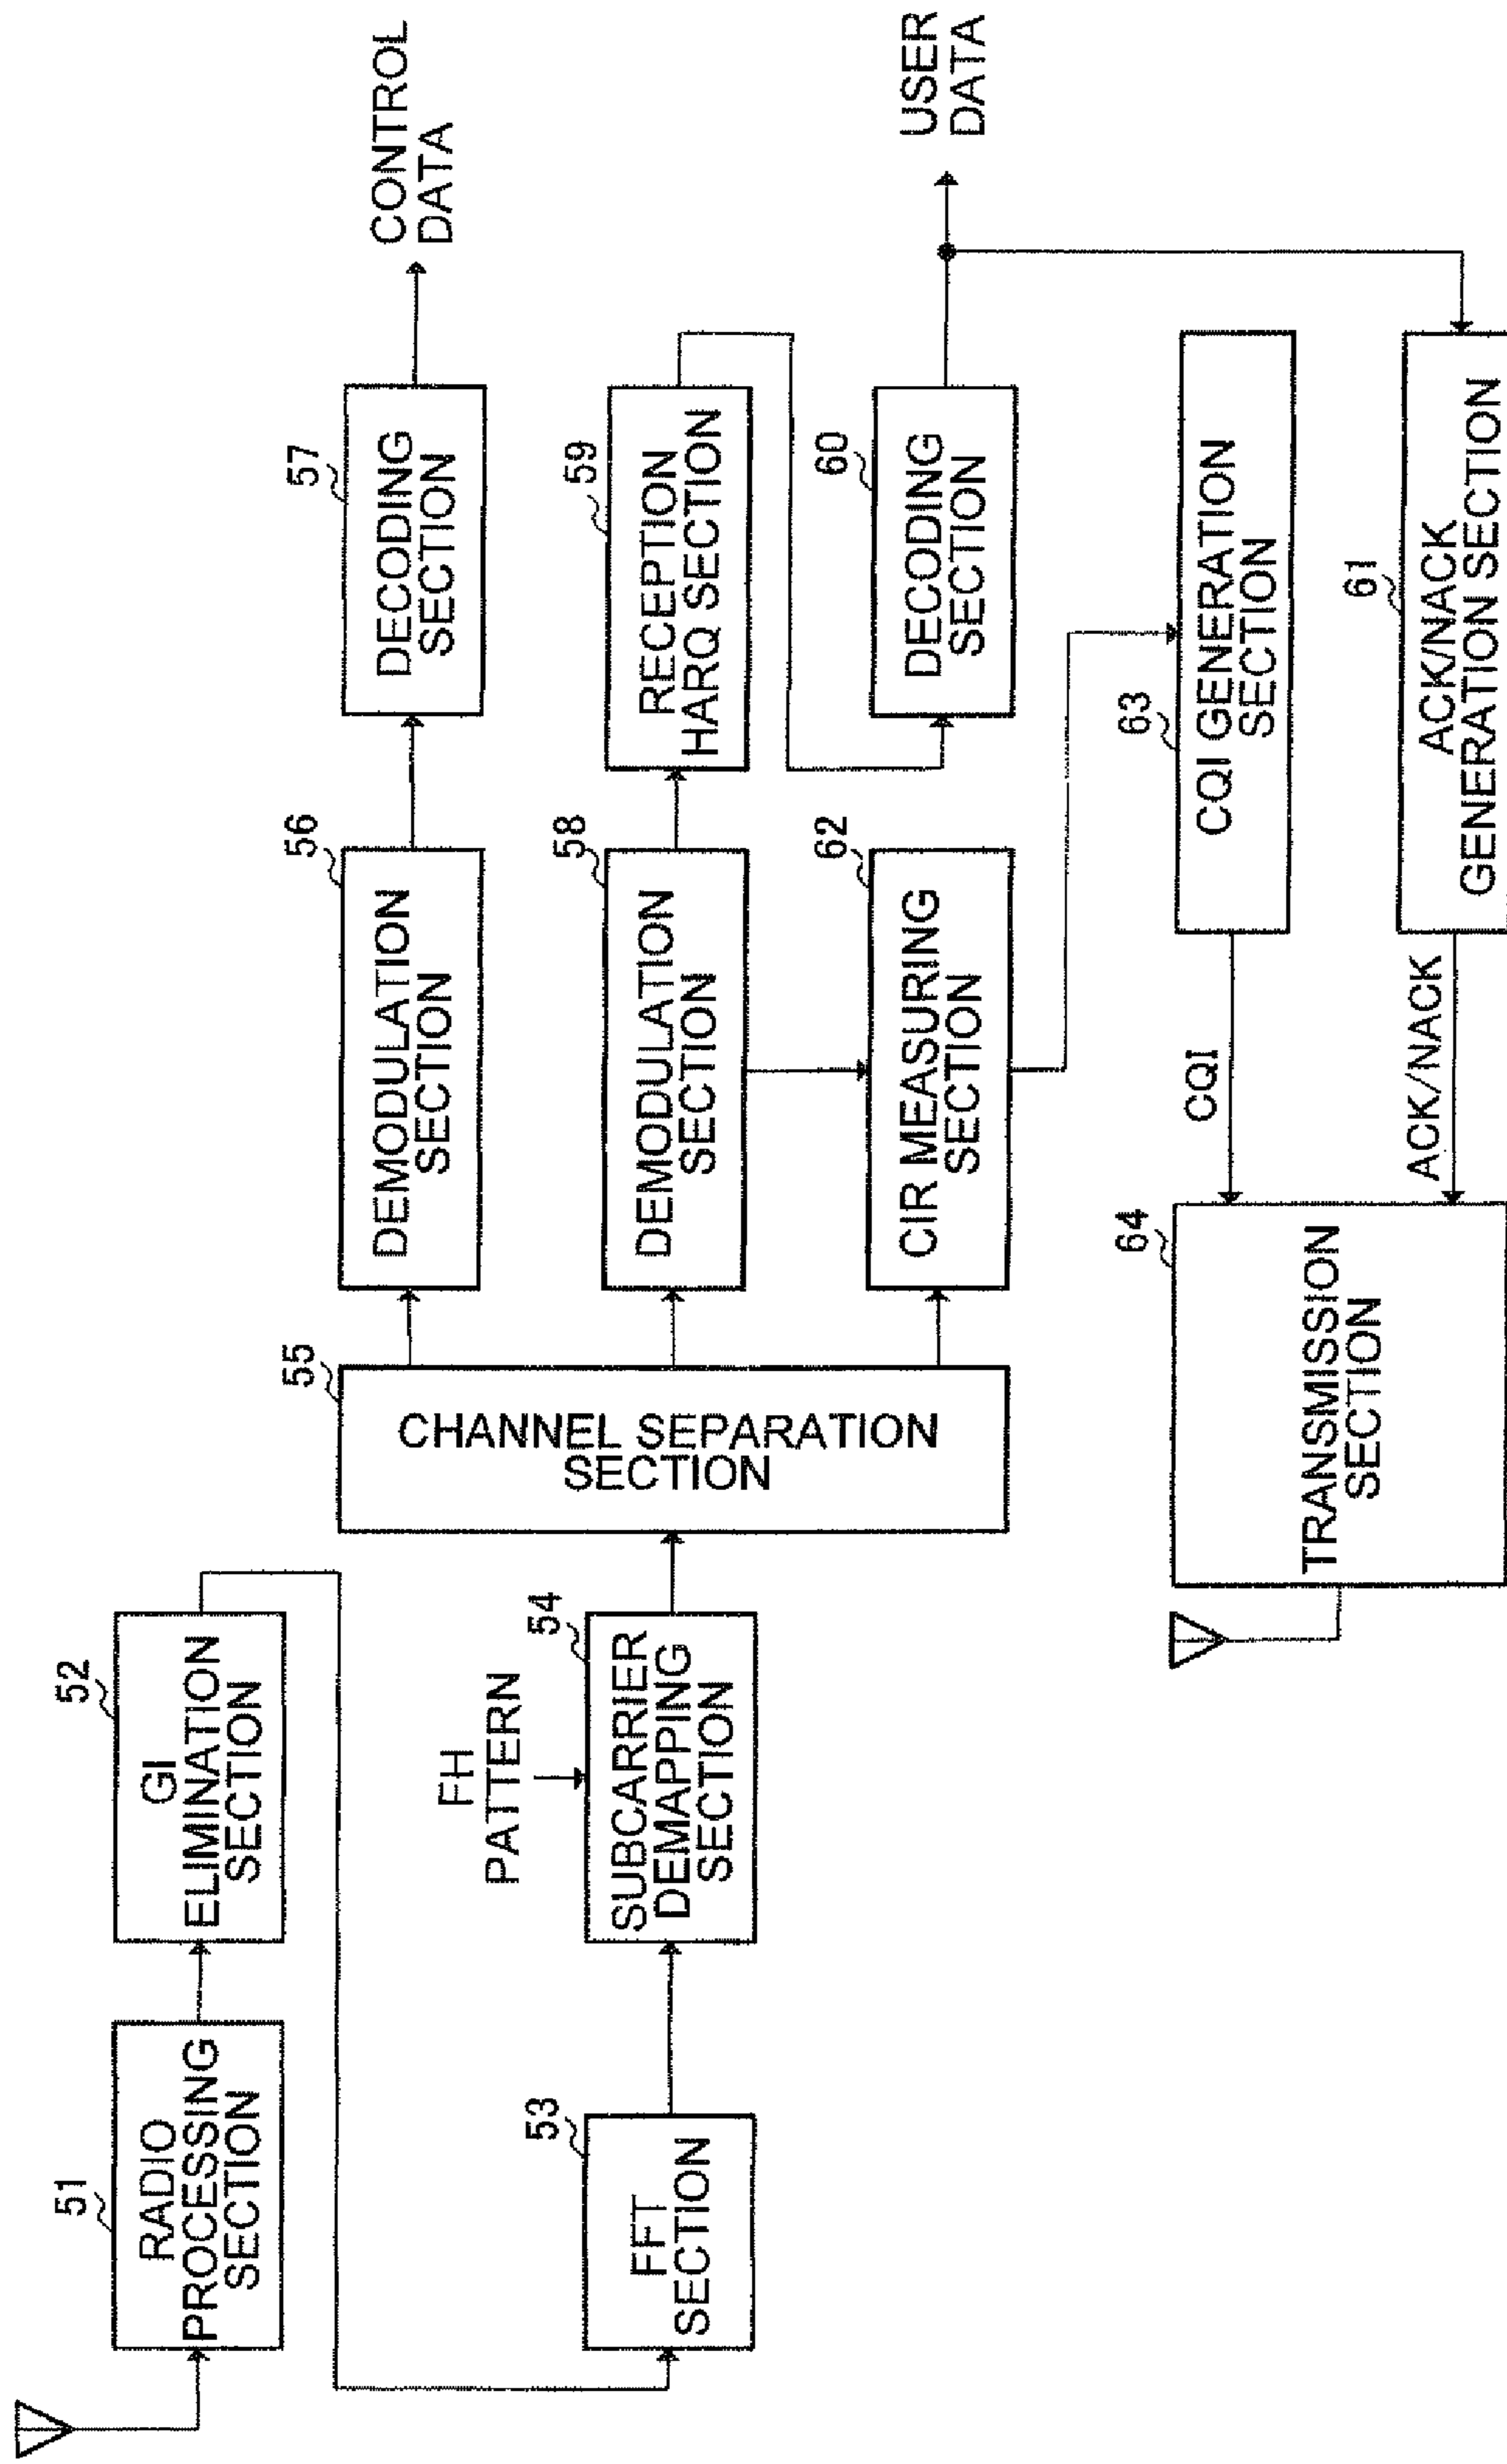 51
RADIO
PROCESSING
SECTION
52
GI
ELIMINATION
SECTION
53
FFT
SECTION
FH
PATTERN
54
SUBCARRIER
DEMAPPING
SECTION
55
CHANNEL SEPARATION
SECTION
56
DEMODULATION
SECTION
57
DECODING
SECTION
CONTROL
DATA
58
DEMODULATION
SECTION
59
RECEPTION
HARQ SECTION
60
DECODING
SECTION
USER
DATA
62
CIR MEASURING
SECTION
63
CQI GENERATION
SECTION
CQI
61
ACK/NACK
GENERATION SECTION
ACK/NACK
64
TRANSMISSION
SECTION